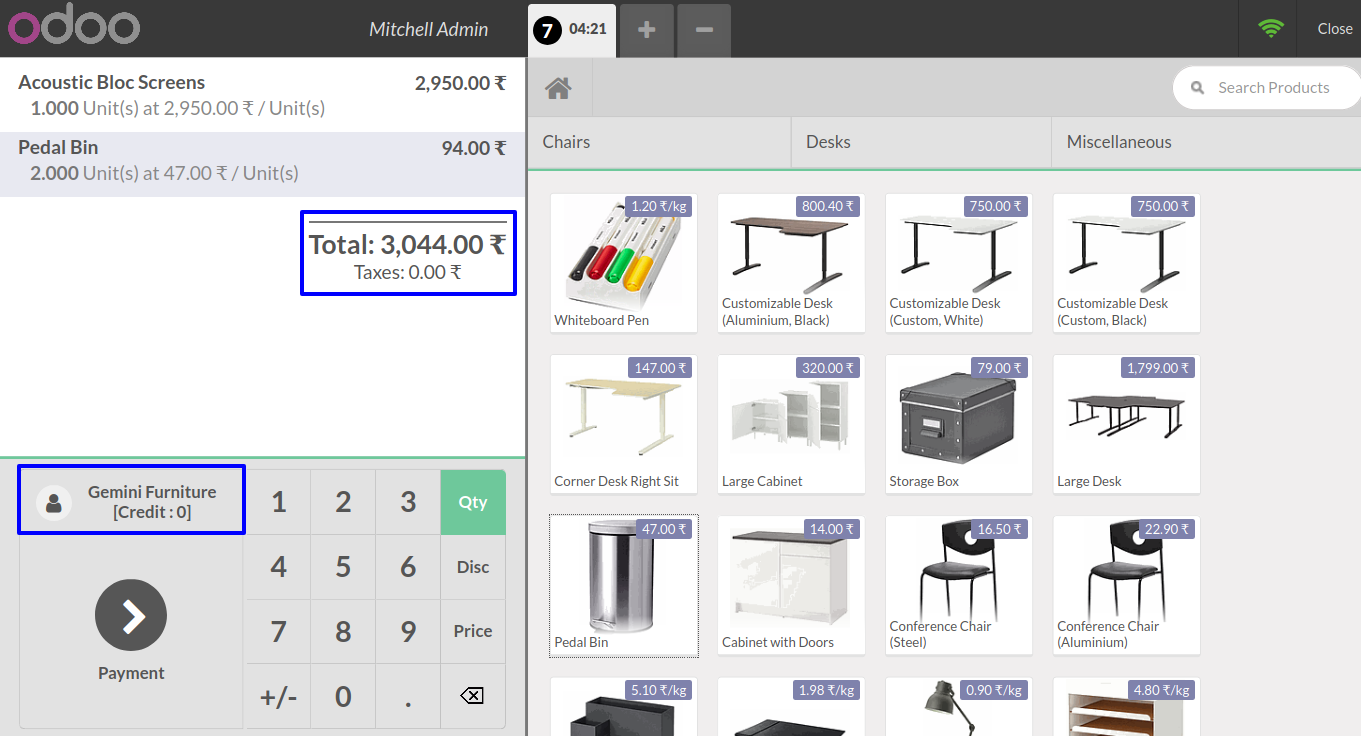 odoo
Mitchell Admin
7 04:21
+
−
Close
Acoustic Bloc Screens 2,950.00 ₹
1.000 Unit(s) at 2,950.00 ₹ / Unit(s)
Pedal Bin 94.00 ₹
2.000 Unit(s) at 47.00 ₹ / Unit(s)
Total: 3,044.00 ₹
Taxes: 0.00 ₹
Gemini Furniture
[Credit : 0]
Payment
1 2 3 Qty
4 5 6 Disc
7 8 9 Price
+/- 0 .
Search Products
Chairs Desks Miscellaneous
1.20 ₹/kg
Whiteboard Pen
800.40 ₹
Customizable Desk
(Aluminium, Black)
750.00 ₹
Customizable Desk
(Custom, White)
750.00 ₹
Customizable Desk
(Custom, Black)
147.00 ₹
Corner Desk Right Sit
320.00 ₹
Large Cabinet
79.00 ₹
Storage Box
1,799.00 ₹
Large Desk
47.00 ₹
Pedal Bin
14.00 ₹
Cabinet with Doors
16.50 ₹
Conference Chair
(Steel)
22.90 ₹
Conference Chair
(Aluminium)
5.10 ₹/kg
1.98 ₹/kg
0.90 ₹/kg
4.80 ₹/kg